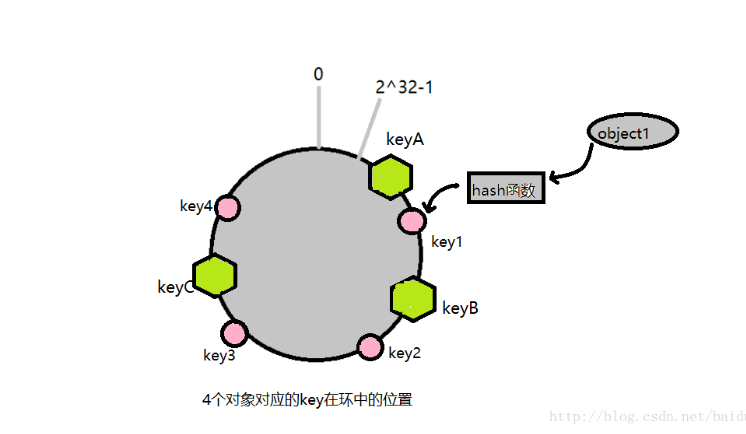 0
2^32-1
keyA
object1
hash函数
key4
key1
keyC
keyB
key3
key2
4个对象对应的key在环中的位置
http://blog.csdn.net/baidu